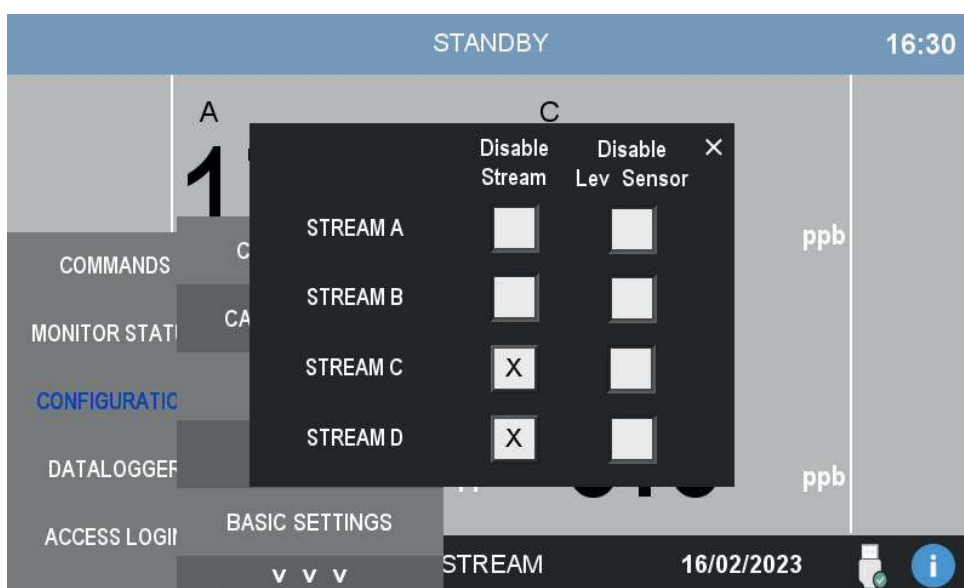 STANDBY 16:30
A C
Disable Disable ×
Stream Lev Sensor
STREAM A
ppb
COMMANDS
STREAM B
MONITOR STAT
CA
STREAM C X
CONFIGURATIO
STREAM D X
DATALOGGER
ppb
BASIC SETTINGS
ACCESS LOGI
STREAM 16/02/2023
v v v